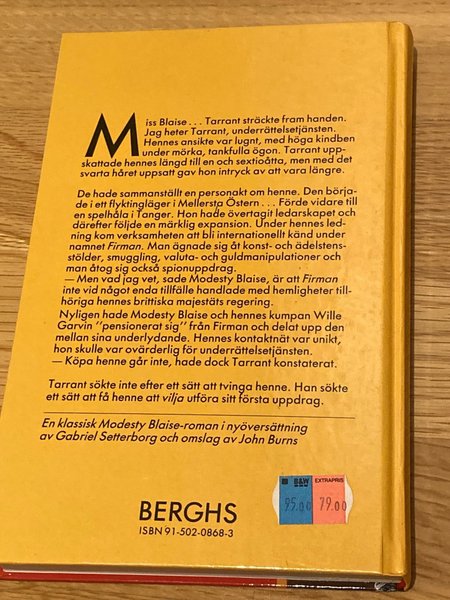 Miss Blaise . . . Tarrant sträckte fram handen.
Jag heter Tarrant, underrättelsetjänsten.
Hennes ansikte var lugnt, med höga kindben
under mörka, tankfulla ögon. Tarrant upp-
skattade hennes längd till en och sextioåtta, men med det
svarta håret uppsatt gav hon intryck av att vara längre.
De hade sammanställt en personakt om henne. Den börja-
de i ett flyktingläger i Mellersta Östern . . . Förde vidare till
en spelhåla i Tanger. Hon hade övertagit ledarskapet och
därefter följde en märklig expansion. Under hennes led-
ning kom verksamheten att bli internationellt känd under
namnet Firman. Man ägnade sig åt konst- och ädelstens-
stölder, smuggling, valuta- och guldmanipulationer och
man åtog sig också spionuppdrag.
— Men vad jag vet, sade Modesty Blaise, är att Firman
inte vid något enda tillfälle handlade med hemligheter till-
höriga hennes brittiska majestäts regering.
Nyligen hade Modesty Blaise och hennes kumpan Willie
Garvin "pensionerat sig" från Firman och delat upp den
mellan sina underlydande. Hennes kontaktnät var unikt,
hon skulle var ovärderlig för underrättelsetjänsten.
— Köpa henne går inte, hade dock Tarrant konstaterat.
Tarrant sökte inte efter ett sätt att tvinga henne. Han sökte
ett sätt att få henne att vilja utföra sitt första uppdrag.
En klassisk Modesty Blaise-roman i nyöversättning
av Gabriel Setterborg och omslag av John Burns
B&W EXTRAPRIS
95.00 79.00
BERGHS
ISBN 91-502-0868-3